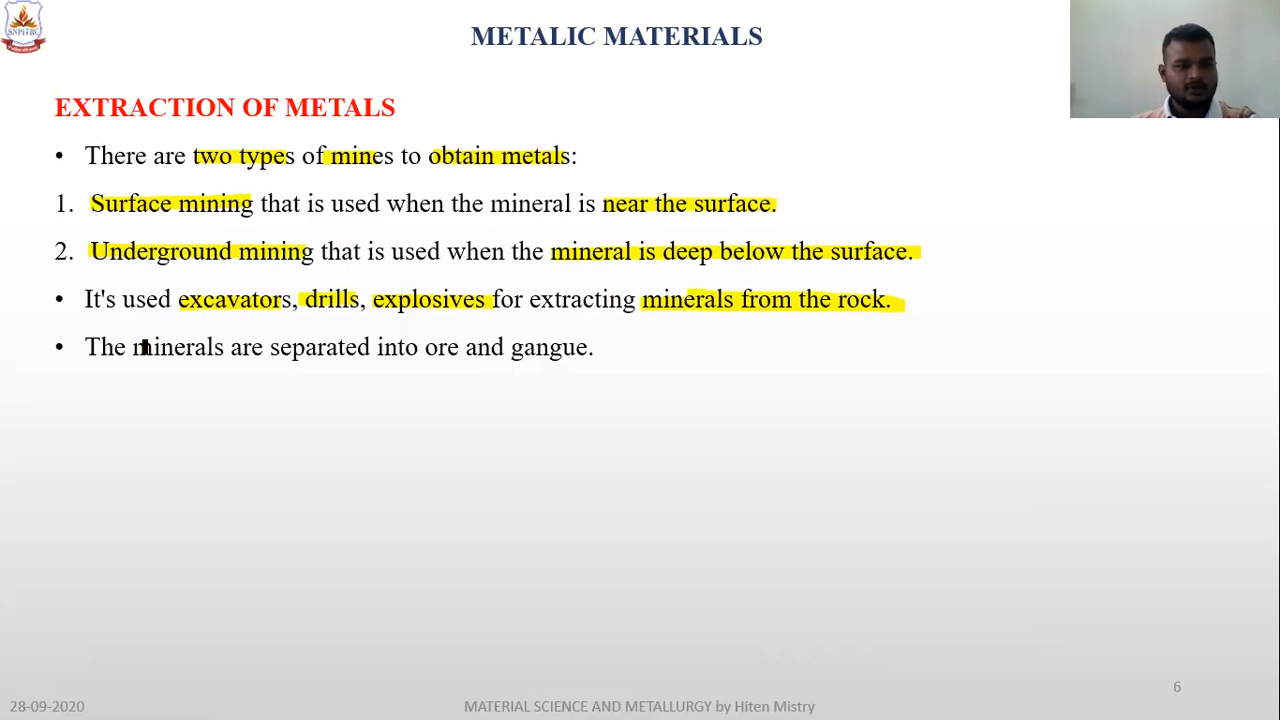 SNPITRC
METALIC MATERIALS
EXTRACTION OF METALS
• There are two types of mines to obtain metals:
1. Surface mining that is used when the mineral is near the surface.
2. Underground mining that is used when the mineral is deep below the surface.
• It's used excavators, drills, explosives for extracting minerals from the rock.
• The minerals are separated into ore and gangue.
6
28-09-2020
MATERIAL SCIENCE AND METALLURGY by Hiten Mistry